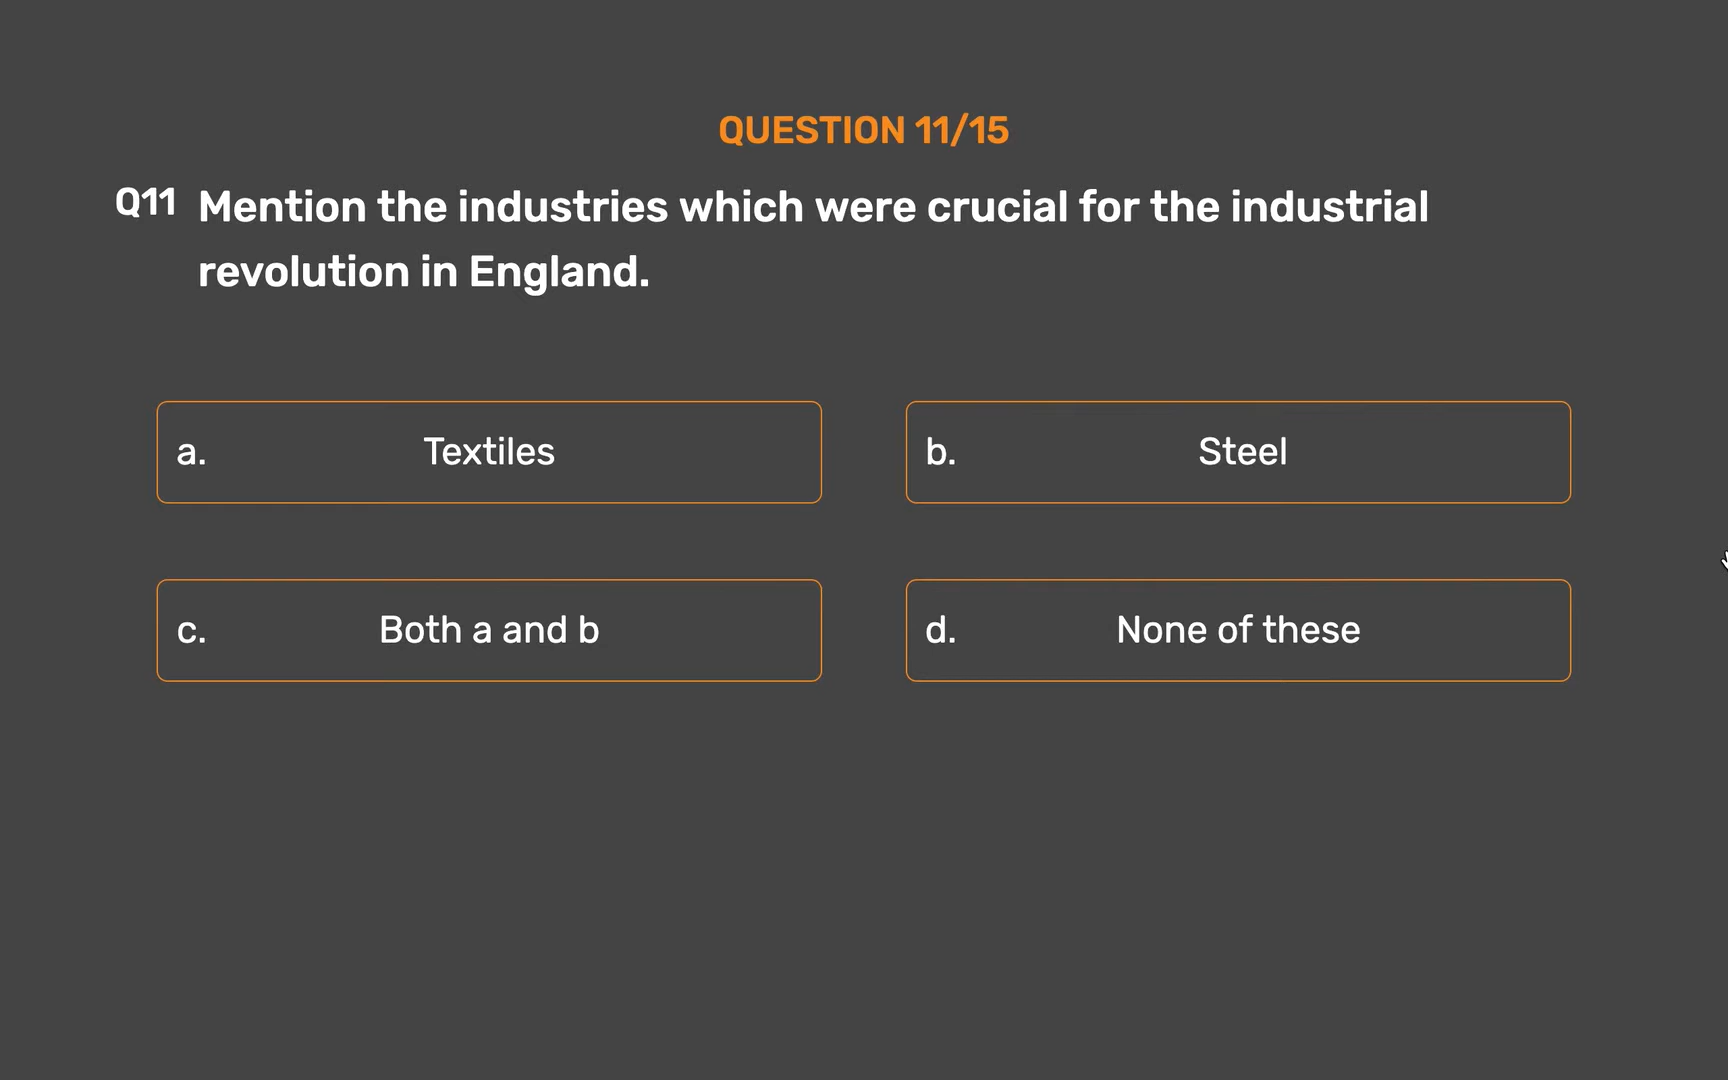 QUESTION 11/15
Q11 Mention the industries which were crucial for the industrial
revolution in England.
a. Textiles
b. Steel
c. Both a and b
d. None of these